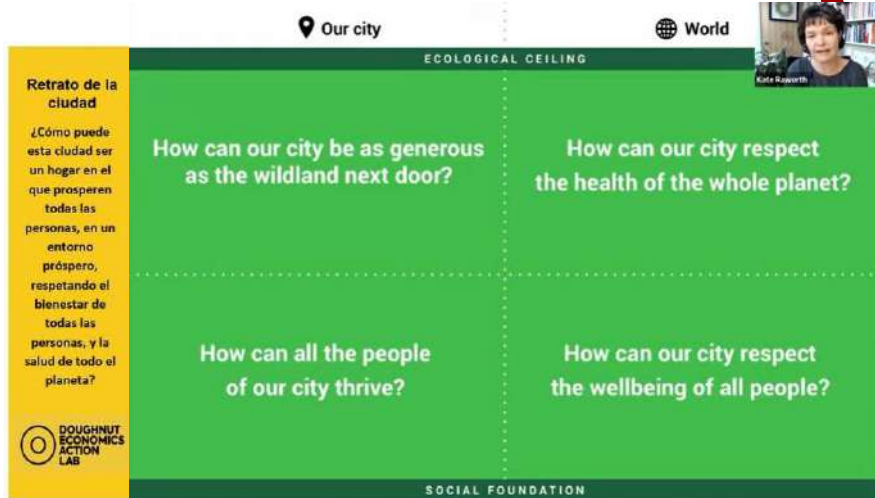 Our city
World
Kate Raworth
ECOLOGICAL CEILING
Retrato de la
ciudad
¿Cómo puede
esta ciudad ser
un hogar en el
que prosperen
todas las
personas, en un
entorno
próspero,
respetando el
bienestar de
todas las
personas, y la
salud de todo el
planeta?
DOUGHNUT
ECONOMICS
ACTION
LAB
How can our city be as generous
as the wildland next door?
How can our city respect
the health of the whole planet?
How can all the people
of our city thrive?
How can our city respect
the wellbeing of all people?
SOCIAL FOUNDATION